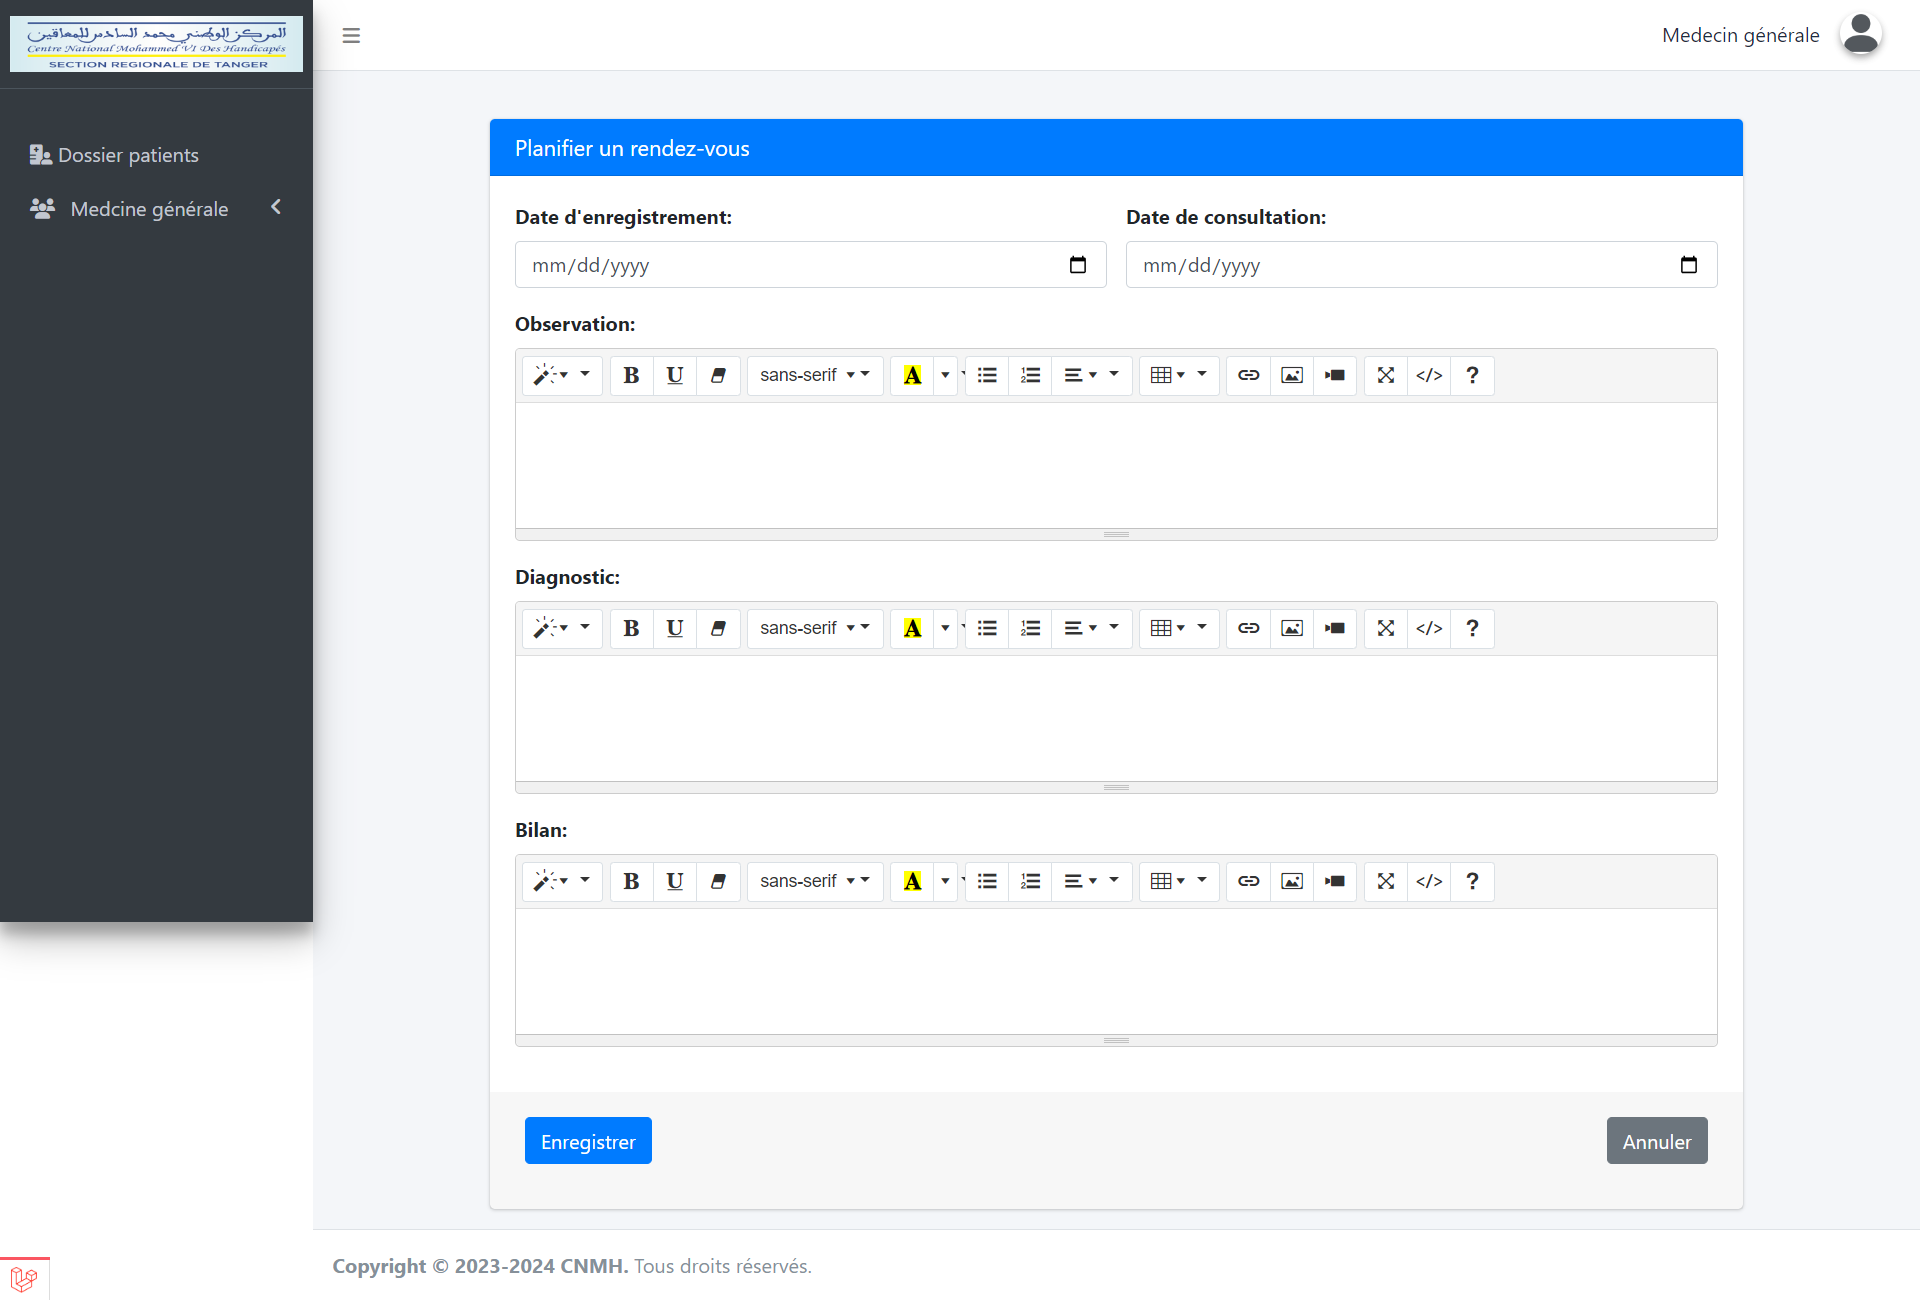 المركز الوطني محمد السادس للمعاقين
Centre National Mohammed VI Des Handicapés
SECTION REGIONALE DE TANGER
Medecin générale
Dossier patients
Medcine générale
Planifier un rendez-vous
Date d'enregistrement:
Date de consultation:
mm/dd/yyyy
mm/dd/yyyy
Observation:
B U sans-serif A </> ?
Diagnostic:
B U sans-serif A </> ?
Bilan:
B U sans-serif A </> ?
Enregistrer
Annuler
Copyright © 2023-2024 CNMH. Tous droits réservés.